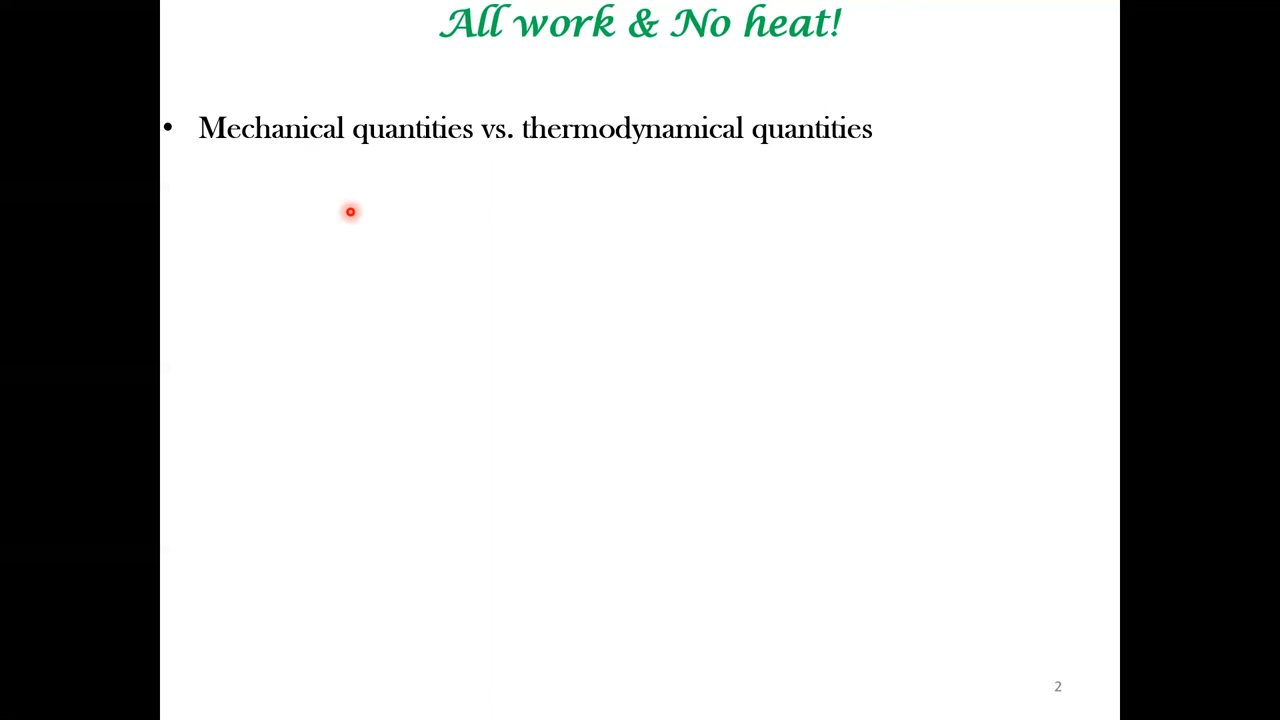 All work & No heat!
• Mechanical quantities vs. thermodynamical quantities
2